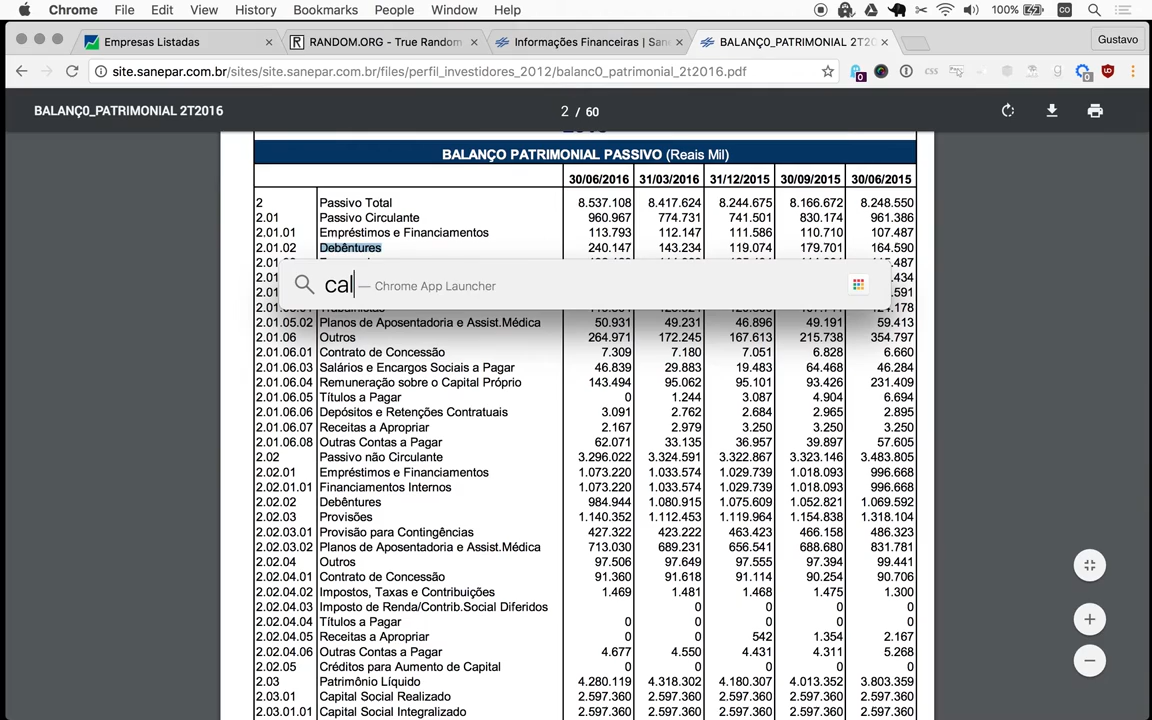 Chrome File Edit View History Bookmarks People Window Help 100%
Empresas Listadas × RANDOM.ORG - True Random × Informações Financeiras | San × BALANÇ0_PATRIMONIAL 2T20 × Gustavo
site.sanepar.com.br/sites/site.sanepar.com.br/files/perfil_investidores_2012/balanc0_patrimonial_2t2016.pdf
BALANÇ0_PATRIMONIAL 2T2016 2 / 60
BALANÇO PATRIMONIAL PASSIVO (Reais Mil)
30/06/2016 31/03/2016 31/12/2015 30/09/2015 30/06/2015
2 Passivo Total 8.537.108 8.417.624 8.244.675 8.166.672 8.248.550
2.01 Passivo Circulante 960.967 774.731 741.501 830.174 961.386
2.01.01 Empréstimos e Financiamentos 113.793 112.147 111.586 110.710 107.487
2.01.02 Debêntures 240.147 143.234 119.074 179.701 164.590
cal — Chrome App Launcher
2.01.05.02 Planos de Aposentadoria e Assist.Médica 50.931 49.231 46.896 49.191 59.413
2.01.06 Outros 264.971 172.245 167.613 215.738 354.797
2.01.06.01 Contrato de Concessão 7.309 7.180 7.051 6.828 6.660
2.01.06.03 Salários e Encargos Sociais a Pagar 46.839 29.883 19.483 64.468 46.284
2.01.06.04 Remuneração sobre o Capital Próprio 143.494 95.062 95.101 93.426 231.409
2.01.06.05 Títulos a Pagar 0 1.244 3.087 4.904 6.694
2.01.06.06 Depósitos e Retenções Contratuais 3.091 2.762 2.684 2.965 2.895
2.01.06.07 Receitas a Apropriar 2.167 2.979 3.250 3.250 3.250
2.01.06.08 Outras Contas a Pagar 62.071 33.135 36.957 39.897 57.605
2.02 Passivo não Circulante 3.296.022 3.324.591 3.322.867 3.323.146 3.483.805
2.02.01 Empréstimos e Financiamentos 1.073.220 1.033.574 1.029.739 1.018.093 996.668
2.02.01.01 Financiamentos Internos 1.073.220 1.033.574 1.029.739 1.018.093 996.668
2.02.02 Debêntures 984.944 1.080.915 1.075.609 1.052.821 1.069.592
2.02.03 Provisões 1.140.352 1.112.453 1.119.964 1.154.838 1.318.104
2.02.03.01 Provisão para Contingências 427.322 423.222 463.423 466.158 486.323
2.02.03.02 Planos de Aposentadoria e Assist.Médica 713.030 689.231 656.541 688.680 831.781
2.02.04 Outros 97.506 97.649 97.555 97.394 99.441
2.02.04.01 Contrato de Concessão 91.360 91.618 91.114 90.254 90.706
2.02.04.02 Impostos, Taxas e Contribuições 1.469 1.481 1.468 1.475 1.300
2.02.04.03 Imposto de Renda/Contrib.Social Diferidos 0 0 0 0
2.02.04.04 Títulos a Pagar 0 0 0 0 0
2.02.04.05 Receitas a Apropriar 0 0 542 1.354 2.167
2.02.04.06 Outras Contas a Pagar 4.677 4.550 4.431 4.311 5.268
2.02.05 Créditos para Aumento de Capital 0 0 0 0
2.03 Patrimônio Líquido 4.280.119 4.318.302 4.180.307 4.013.352 3.803.359
2.03.01 Capital Social Realizado 2.597.360 2.597.360 2.597.360 2.597.360 2.597.360
2.03.01.01 Capital Social Integralizado 2.597.360 2.597.360 2.597.360 2.597.360 2.597.360